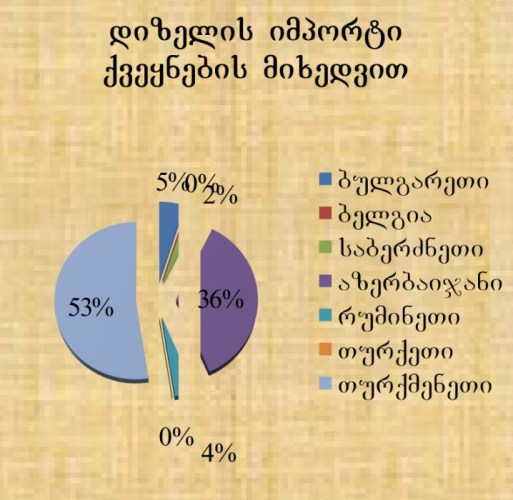 დიზელის იმპორტი
ქვეყნების მიხედვით
5%
0%
2%
36%
53%
0%
4%
ბულგარეთი
ბელგია
საბერძნეთი
აზერბაიჯანი
რუმინეთი
თურქეთი
თურქმენეთი